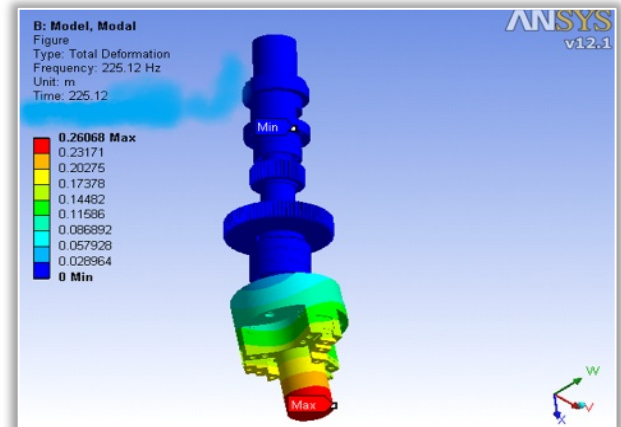 B: Model, Modal
Figure
Type: Total Deformation
Frequency: 225.12 Hz
Unit: m
Time: 225.12
ANSYS
v12.1
0.26068 Max
0.23171
0.20275
0.17378
0.14482
0.11586
0.086892
0.057928
0.028964
0 Min
Min
Max
W
V
X